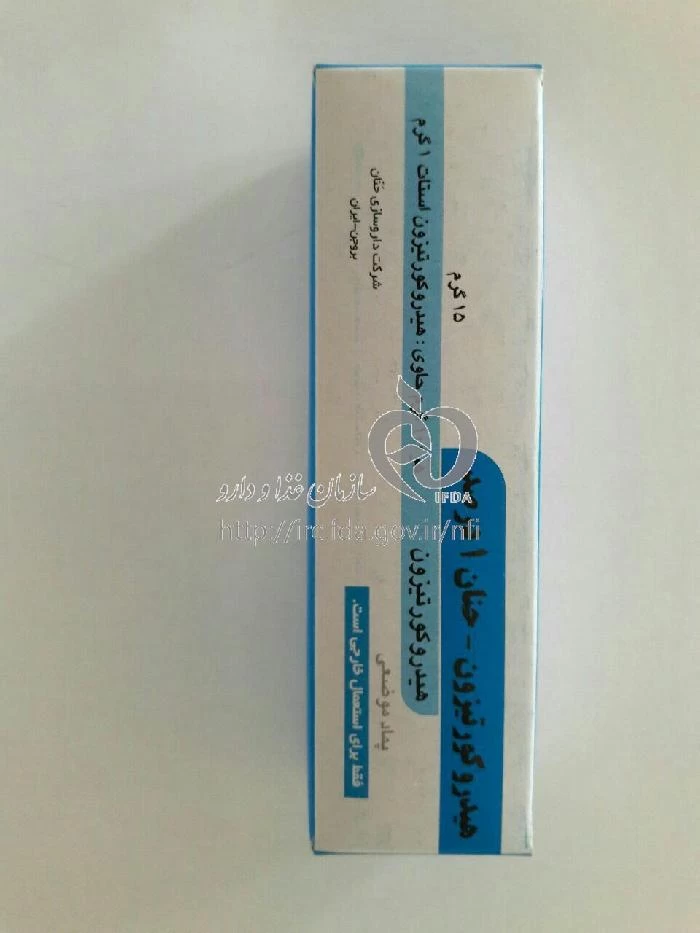 هیدروکورتیزون - حنان ۱ درصد
هیدروکورتیزون
گرم حاوی : هیدروکورتیزون استات ۱ گرم
۱۵ گرم
پماد موضعی
فقط برای استعمال خارجی است.
شرکت داروسازی حنان
بروجن-ایران
سازمان غذا و دارو
IFDA
http://irc.fda.gov.ir/nfi